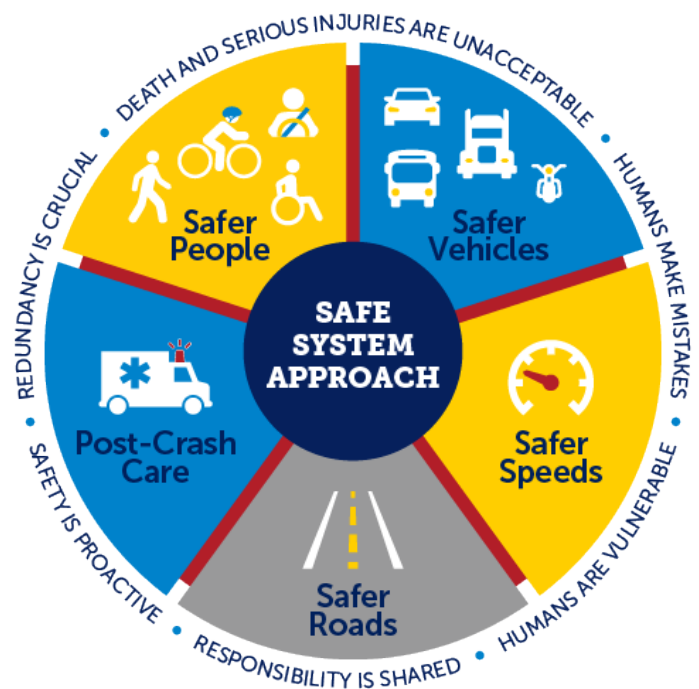 DEATH AND SERIOUS INJURIES ARE UNACCEPTABLE
HUMANS MAKE MISTAKES
HUMANS ARE VULNERABLE
RESPONSIBILITY IS SHARED
SAFETY IS PROACTIVE
REDUNDANCY IS CRUCIAL
Safer
People
Safer
Vehicles
SAFE
SYSTEM
APPROACH
Post-Crash
Care
Safer
Speeds
Safer
Roads